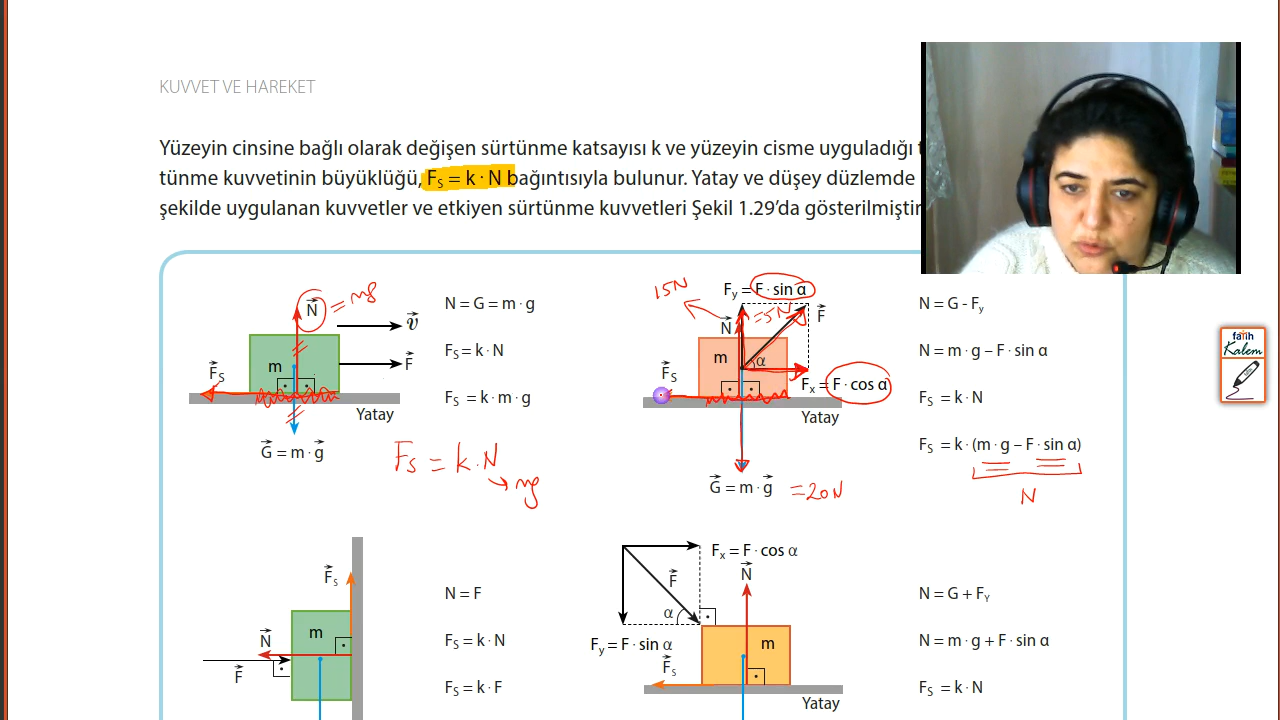 KUVVET VE HAREKET
Yüzeyin cinsine bağlı olarak değişen sürtünme katsayısı k ve yüzeyin cisme uyguladığı
tünme kuvvetinin büyüklüğü, Fs = k · N bağıntısıyla bulunur. Yatay ve düşey düzlemde
şekilde uygulanan kuvvetler ve etkiyen sürtünme kuvvetleri Şekil 1.29'da gösterilmiştir
N = mg
v
F
m
Fs
Yatay
G = m · g
N = G = m · g
Fs = k · N
Fs = k · m · g
Fs = k · N
mg
15N
Fy = F · sin α
= 5N
F
N
m
α
Fs
Fx = F · cos α
Yatay
G = m · g = 20N
N = G - Fy
N = m · g – F · sin α
Fs = k · N
Fs = k · (m · g – F · sin α)
N
fatih
Kalem
Fs
m
N
F
N = F
Fs = k · N
Fs = k · F
Fx = F · cos α
F
N
α
Fy = F · sin α
m
Fs
Yatay
N = G + FY
N = m · g + F · sin α
Fs = k · N